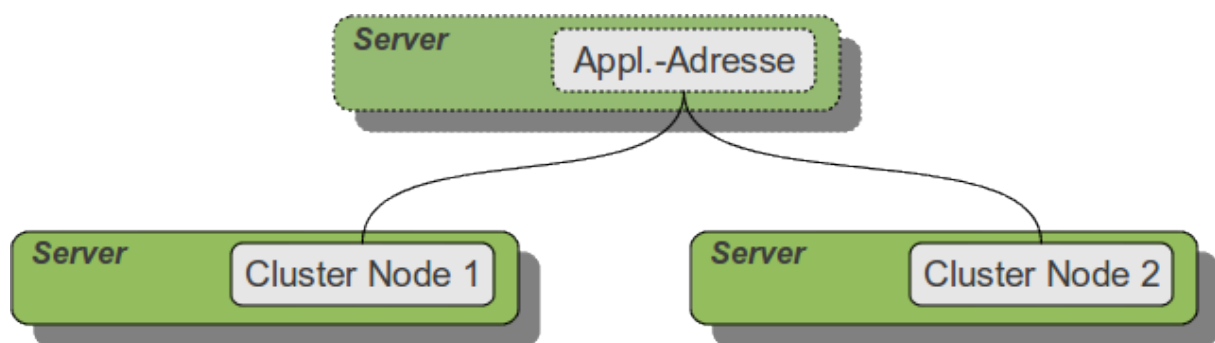 Server
Appl.-Adresse
Server
Cluster Node 1
Server
Cluster Node 2